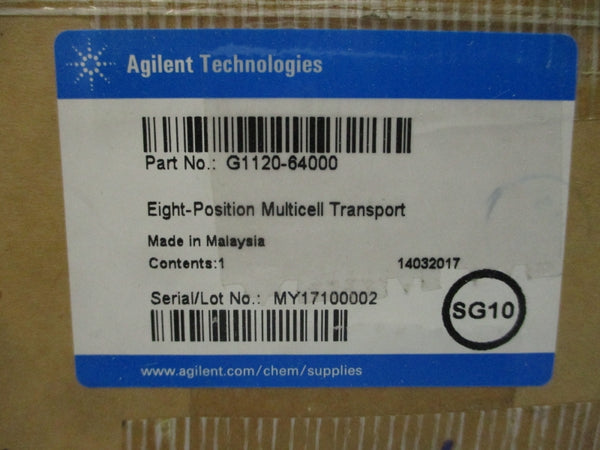 Agilent Technologies
Part No.: G1120-64000
Eight-Position Multicell Transport
Made in Malaysia
Contents:1 14032017
Serial/Lot No.: MY17100002
SG10
www.agilent.com/chem/supplies